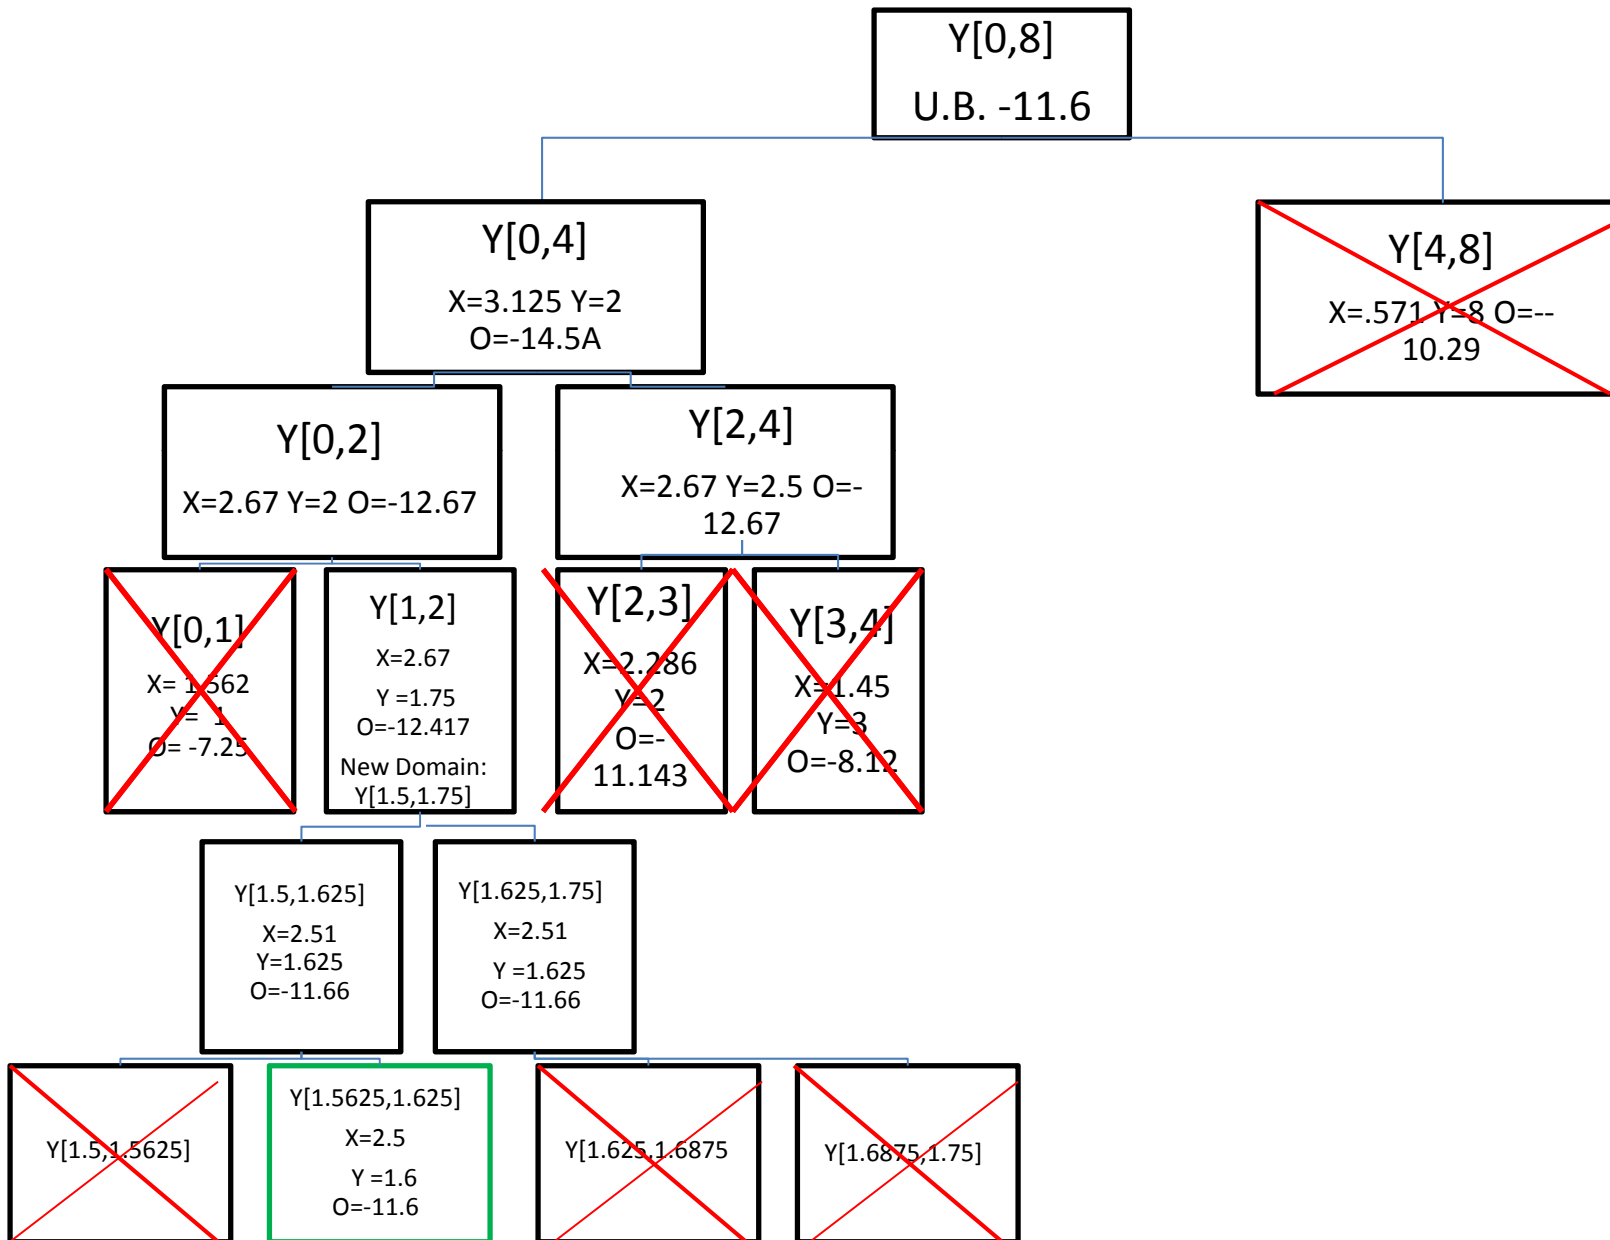 Y[0,8]
U.B. -11.6
Y[0,4]
X=3.125 Y=2
O=-14.5A
Y[4,8]
X=.571 Y=8 O=--
10.29
Y[0,2]
X=2.67 Y=2 O=-12.67
Y[2,4]
X=2.67 Y=2.5 O=-
12.67
Y[0,1]
X= 1.562
Y= 1
O= -7.25
Y[1,2]
X=2.67
Y =1.75
O=-12.417
New Domain:
Y[1.5,1.75]
Y[2,3]
X=2.286
Y=2
O=-
11.143
Y[3,4]
X=1.45
Y=3
O=-8.12
Y[1.5,1.625]
X=2.51
Y=1.625
O=-11.66
Y[1.625,1.75]
X=2.51
Y =1.625
O=-11.66
Y[1.5,1.5625]
Y[1.5625,1.625]
X=2.5
Y =1.6
O=-11.6
Y[1.625,1.6875
Y[1.6875,1.75]